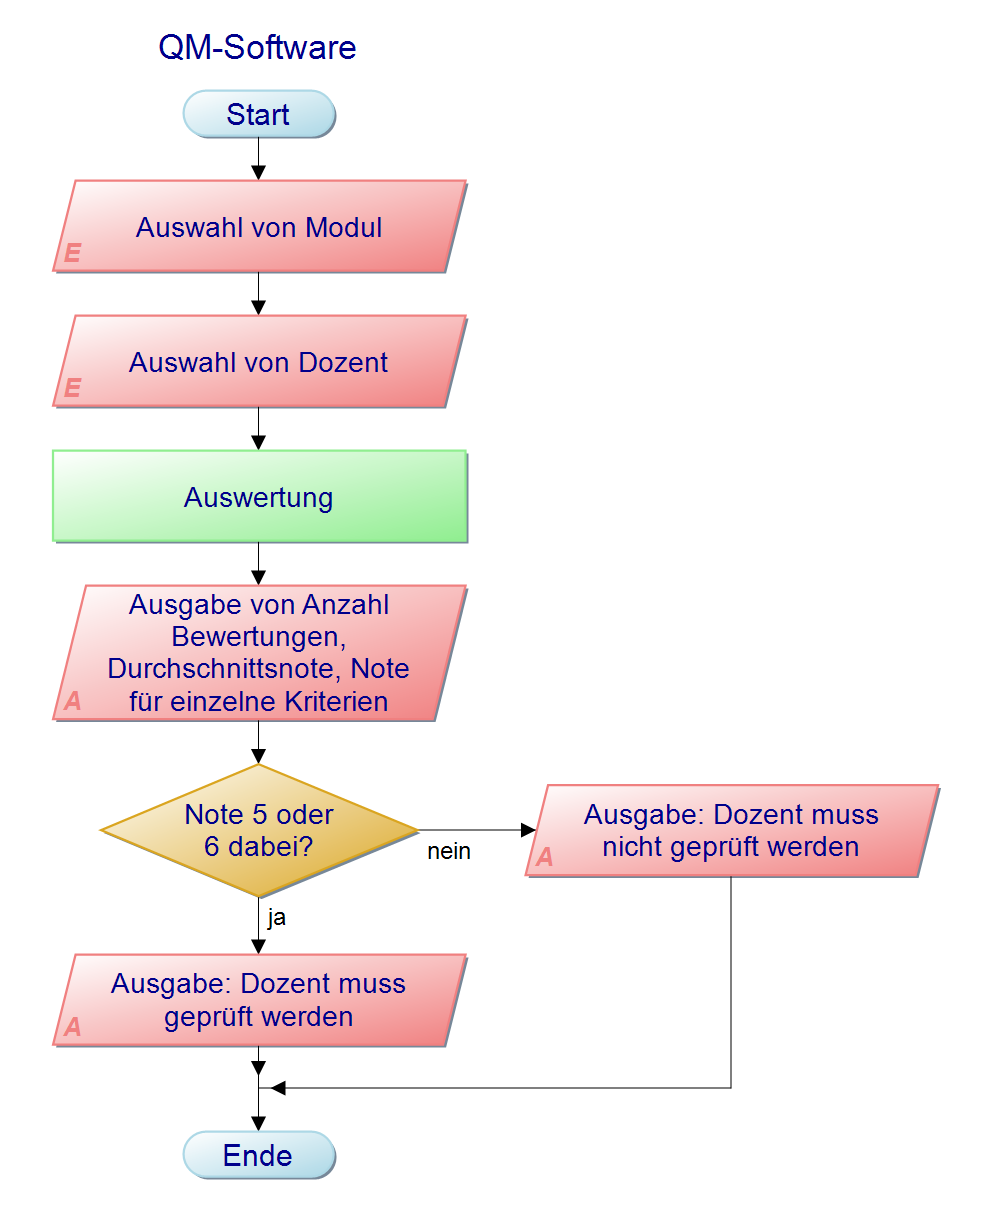 QM-Software
Start
Auswahl von Modul
E
Auswahl von Dozent
E
Auswertung
Ausgabe von Anzahl
Bewertungen,
Durchschnittsnote, Note
für einzelne Kriterien
A
Note 5 oder
6 dabei?
nein
Ausgabe: Dozent muss
nicht geprüft werden
A
ja
Ausgabe: Dozent muss
geprüft werden
A
Ende